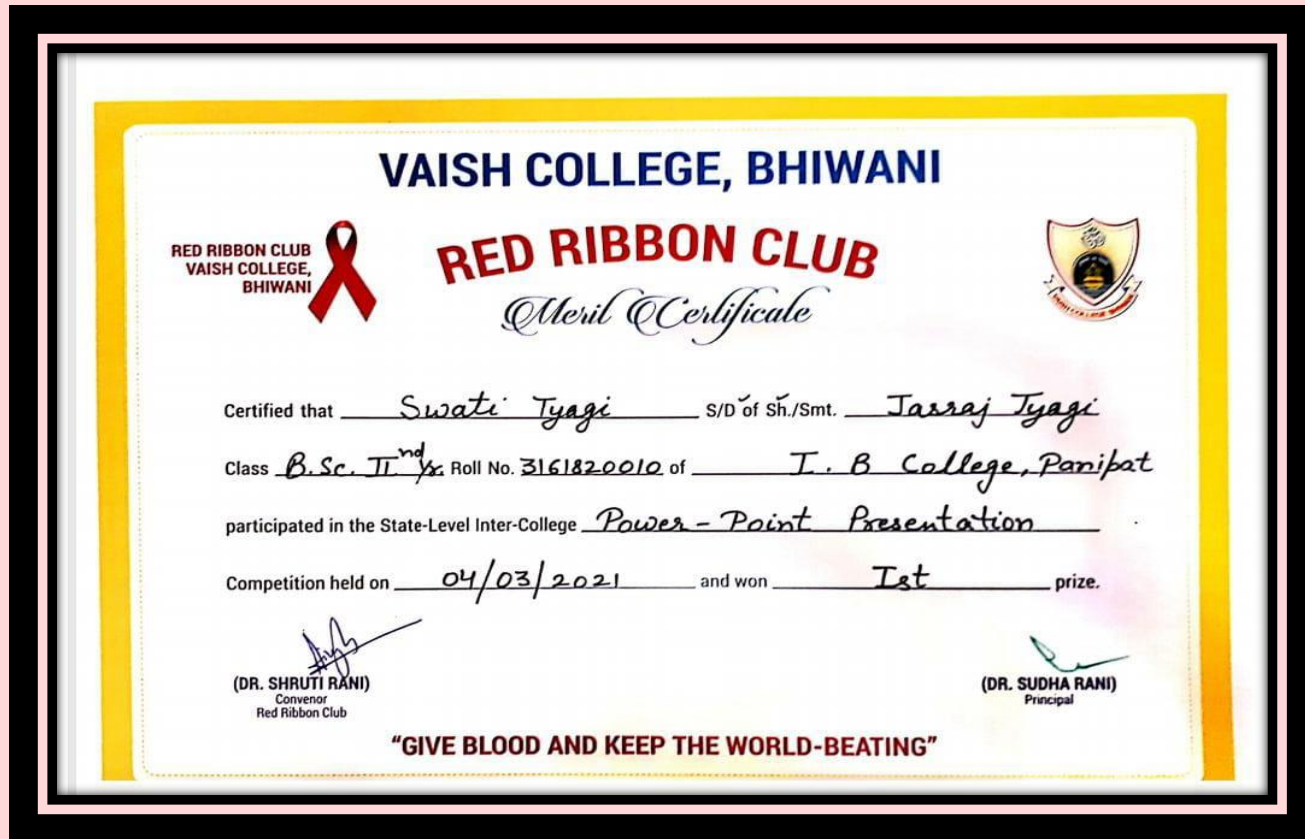 VAISH COLLEGE, BHIWANI
RED RIBBON CLUB
VAISH COLLEGE,
BHIWANI
RED RIBBON CLUB
Merit Certificate
VAISH COLLEGE BHIWANI
Certified that Swati Tyagi S/D of Sh./Smt. Jasraj Tyagi
Class B.Sc. IInd Yr. Roll No. 3161820010 of I. B College, Panipat
participated in the State-Level Inter-College Power-Point Presentation
Competition held on 04/03/2021 and won Ist prize.
(DR. SHRUTI RANI)
Convenor
Red Ribbon Club
(DR. SUDHA RANI)
Principal
"GIVE BLOOD AND KEEP THE WORLD-BEATING"